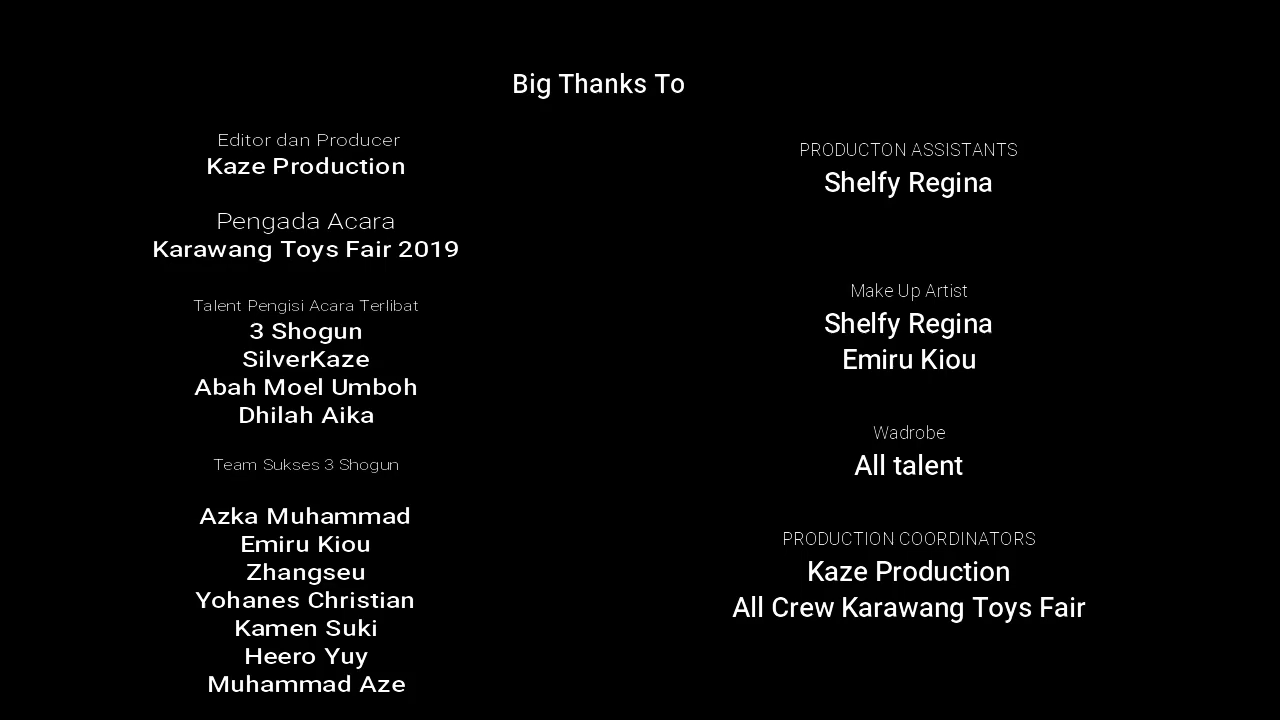 Big Thanks To
Editor dan Producer
Kaze Production
Pengada Acara
Karawang Toys Fair 2019
Talent Pengisi Acara Terlibat
3 Shogun
SilverKaze
Abah Moel Umboh
Dhilah Aika
Team Sukses 3 Shogun
Azka Muhammad
Emiru Kiou
Zhangseu
Yohanes Christian
Kamen Suki
Heero Yuy
Muhammad Aze
PRODUCTON ASSISTANTS
Shelfy Regina
Make Up Artist
Shelfy Regina
Emiru Kiou
Wadrobe
All talent
PRODUCTION COORDINATORS
Kaze Production
All Crew Karawang Toys Fair